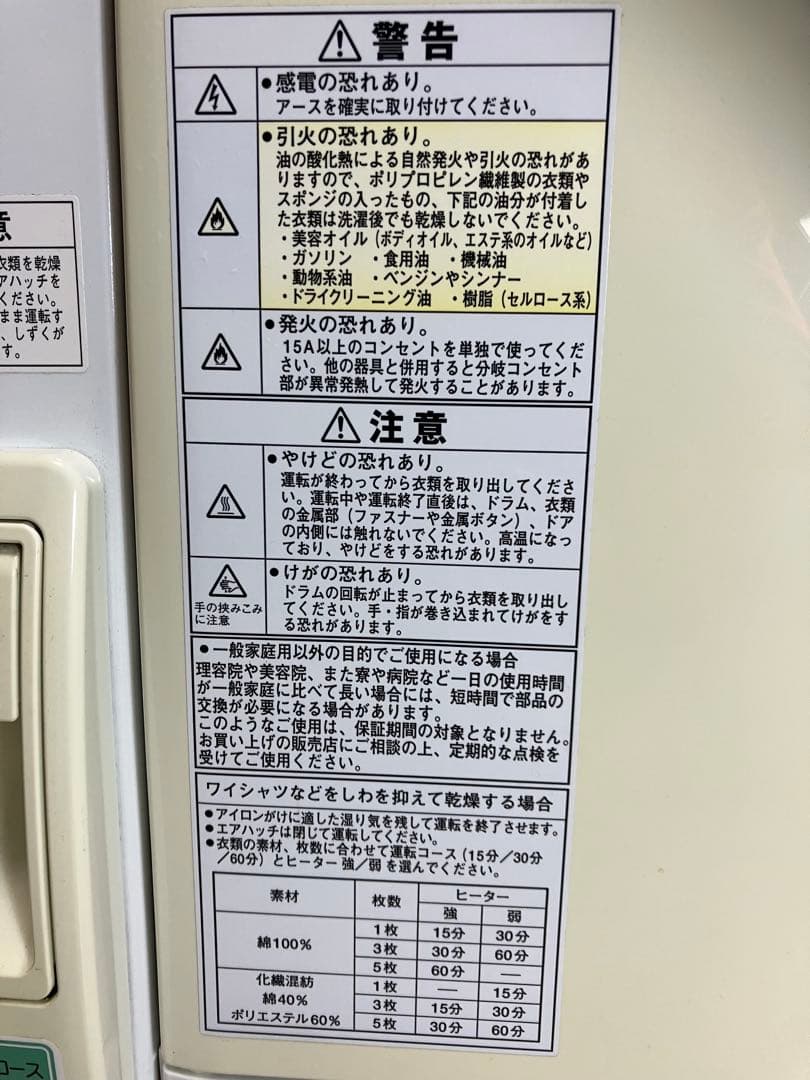 警告
●感電の恐れあり。
アースを確実に取り付けてください。
●引火の恐れあり。
油の酸化熱による自然発火や引火の恐れがあ
りますので、ポリプロピレン繊維製の衣類や
スポンジの入ったもの、下記の油分が付着し
た衣類は洗濯後でも乾燥しないでください。
・美容オイル（ボディオイル、エステ系のオイルなど）
・ガソリン ・食用油 ・機械油
・動物系油 ・ベンジンやシンナー
・ドライクリーニング油 ・樹脂（セルロース系）
●発火の恐れあり。
15A以上のコンセントを単独で使ってくだ
さい。他の器具と併用すると分岐コンセント
部が異常発熱して発火することがあります。
注意
●やけどの恐れあり。
運転が終わってから衣類を取り出してくださ
い。運転中や運転終了直後は、ドラム、衣類
の金属部（ファスナーや金属ボタン）、ドア
の内側には触れないでください。高温になっ
ており、やけどをする恐れがあります。
手の挟みこみ
に注意
●けがの恐れあり。
ドラムの回転が止まってから衣類を取り出し
てください。手・指が巻き込まれてけがをす
る恐れがあります。
●一般家庭用以外の目的でご使用になる場合
理容院や美容院、また寮や病院など一日の使用時間
が一般家庭に比べて長い場合には、短時間で部品の
交換が必要になる場合があります。
このようなご使用は、保証期間の対象となりません。
お買い上げの販売店にご相談の上、定期的な点検を
受けてご使用ください。
ワイシャツなどをしわを抑えて乾燥する場合
●アイロンがけに適した湿り気を残して運転を終了させます。
●エアハッチは閉じて運転してください。
●衣類の素材、枚数に合わせて運転コース（15分／30分
／60分）とヒーター 強／弱 を選んでください。
素材 枚数 ヒーター
強 弱
綿100% 1枚 15分 30分
3枚 30分 60分
5枚 60分 ―
化繊混紡
綿40%
ポリエステル60%
1枚 ― 15分
3枚 15分 30分
5枚 30分 60分
意
衣類を乾燥
アハッチを
ください。
まま運転す
、しずくが
す。
コース